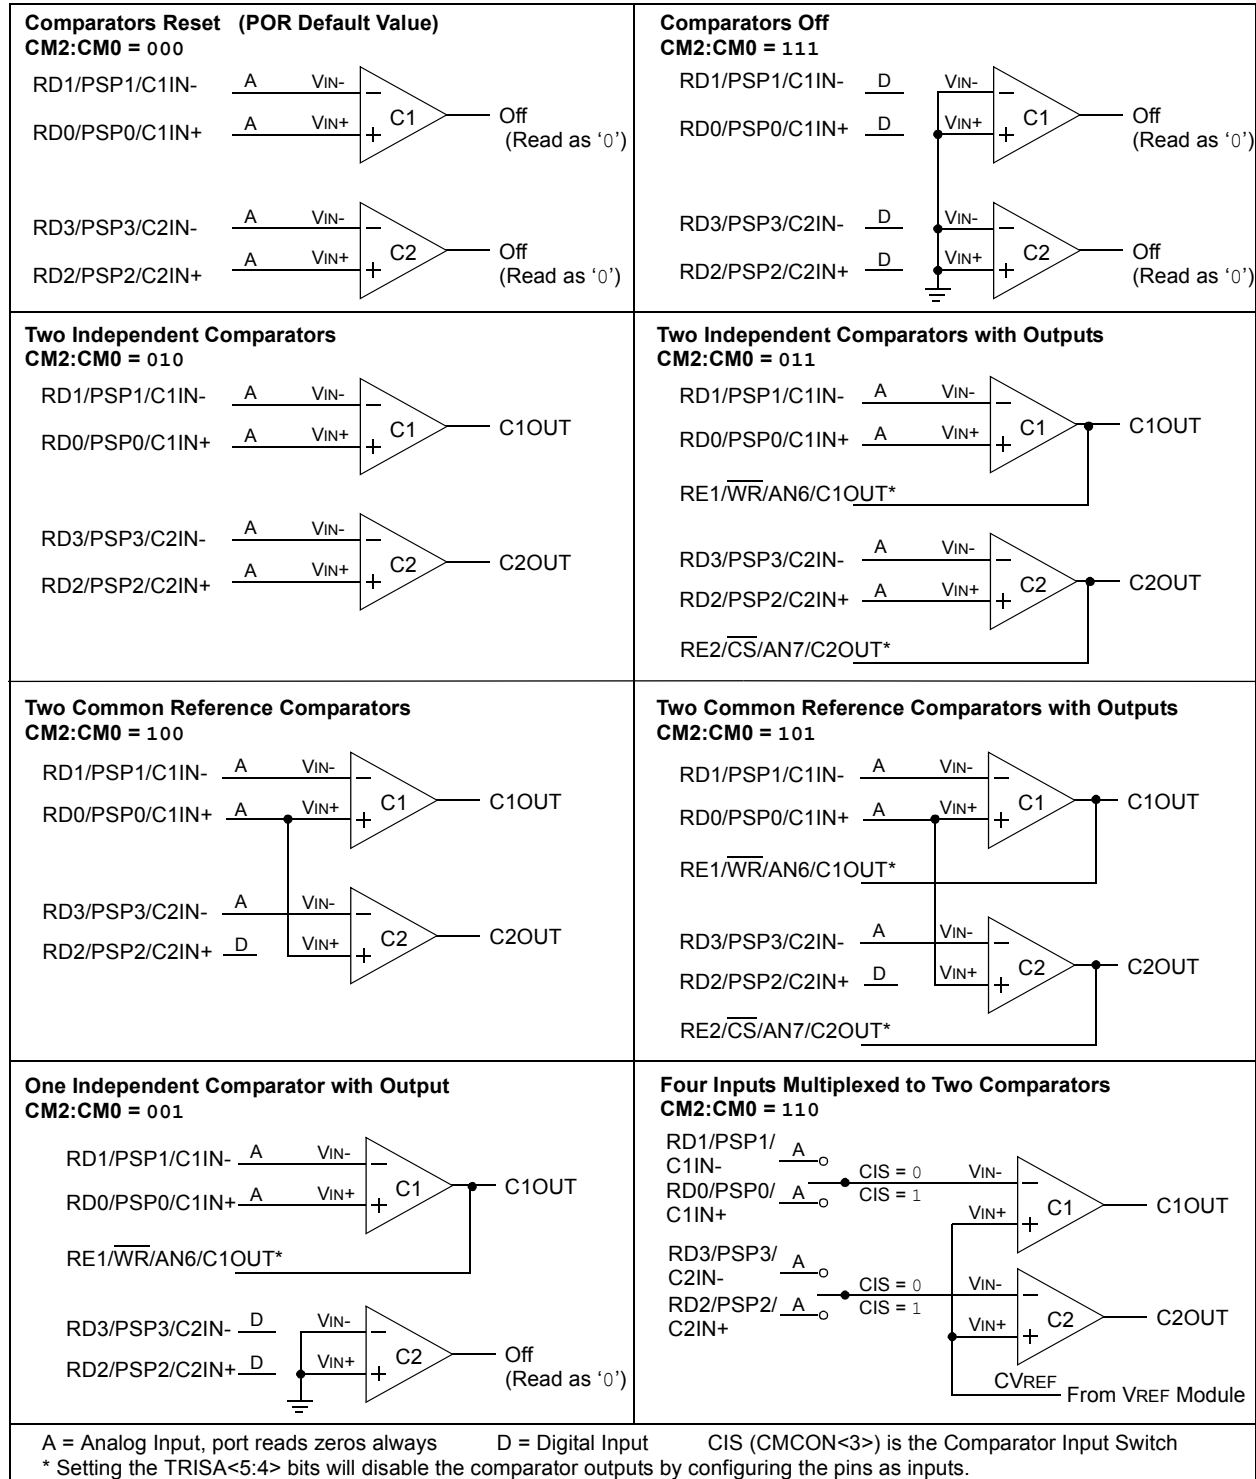 Comparators Reset (POR Default Value)
CM2:CM0 = 000
RD1/PSP1/C1IN- A VIN-
RD0/PSP0/C1IN+ A VIN+
C1
Off
(Read as ‘0’)
RD3/PSP3/C2IN- A VIN-
RD2/PSP2/C2IN+ A VIN+
C2
Off
(Read as ‘0’)
Comparators Off
CM2:CM0 = 111
RD1/PSP1/C1IN- D VIN-
RD0/PSP0/C1IN+ D VIN+
C1
Off
(Read as ‘0’)
RD3/PSP3/C2IN- D VIN-
RD2/PSP2/C2IN+ D VIN+
C2
Off
(Read as ‘0’)
Two Independent Comparators
CM2:CM0 = 010
RD1/PSP1/C1IN- A VIN-
RD0/PSP0/C1IN+ A VIN+
C1 C1OUT
RD3/PSP3/C2IN- A VIN-
RD2/PSP2/C2IN+ A VIN+
C2 C2OUT
Two Independent Comparators with Outputs
CM2:CM0 = 011
RD1/PSP1/C1IN- A VIN-
RD0/PSP0/C1IN+ A VIN+
C1 C1OUT
RE1/W̅R̅/AN6/C1OUT*
RD3/PSP3/C2IN- A VIN-
RD2/PSP2/C2IN+ A VIN+
C2 C2OUT
RE2/C̅S̅/AN7/C2OUT*
Two Common Reference Comparators
CM2:CM0 = 100
RD1/PSP1/C1IN- A VIN-
RD0/PSP0/C1IN+ A VIN+
C1 C1OUT
RD3/PSP3/C2IN- A VIN-
RD2/PSP2/C2IN+ D VIN+
C2 C2OUT
Two Common Reference Comparators with Outputs
CM2:CM0 = 101
RD1/PSP1/C1IN- A VIN-
RD0/PSP0/C1IN+ A VIN+
C1 C1OUT
RE1/W̅R̅/AN6/C1OUT*
RD3/PSP3/C2IN- A VIN-
RD2/PSP2/C2IN+ D VIN+
C2 C2OUT
RE2/C̅S̅/AN7/C2OUT*
One Independent Comparator with Output
CM2:CM0 = 001
RD1/PSP1/C1IN- A VIN-
RD0/PSP0/C1IN+ A VIN+
C1 C1OUT
RE1/W̅R̅/AN6/C1OUT*
RD3/PSP3/C2IN- D VIN-
RD2/PSP2/C2IN+ D VIN+
C2
Off
(Read as ‘0’)
Four Inputs Multiplexed to Two Comparators
CM2:CM0 = 110
RD1/PSP1/
C1IN- A
RD0/PSP0/
C1IN+ A
CIS = 0 VIN-
CIS = 1
VIN+
C1 C1OUT
RD3/PSP3/
C2IN- A
RD2/PSP2/
C2IN+ A
CIS = 0 VIN-
CIS = 1
VIN+
C2 C2OUT
CVREF
From VREF Module
A = Analog Input, port reads zeros always D = Digital Input CIS (CMCON<3>) is the Comparator Input Switch
* Setting the TRISA<5:4> bits will disable the comparator outputs by configuring the pins as inputs.